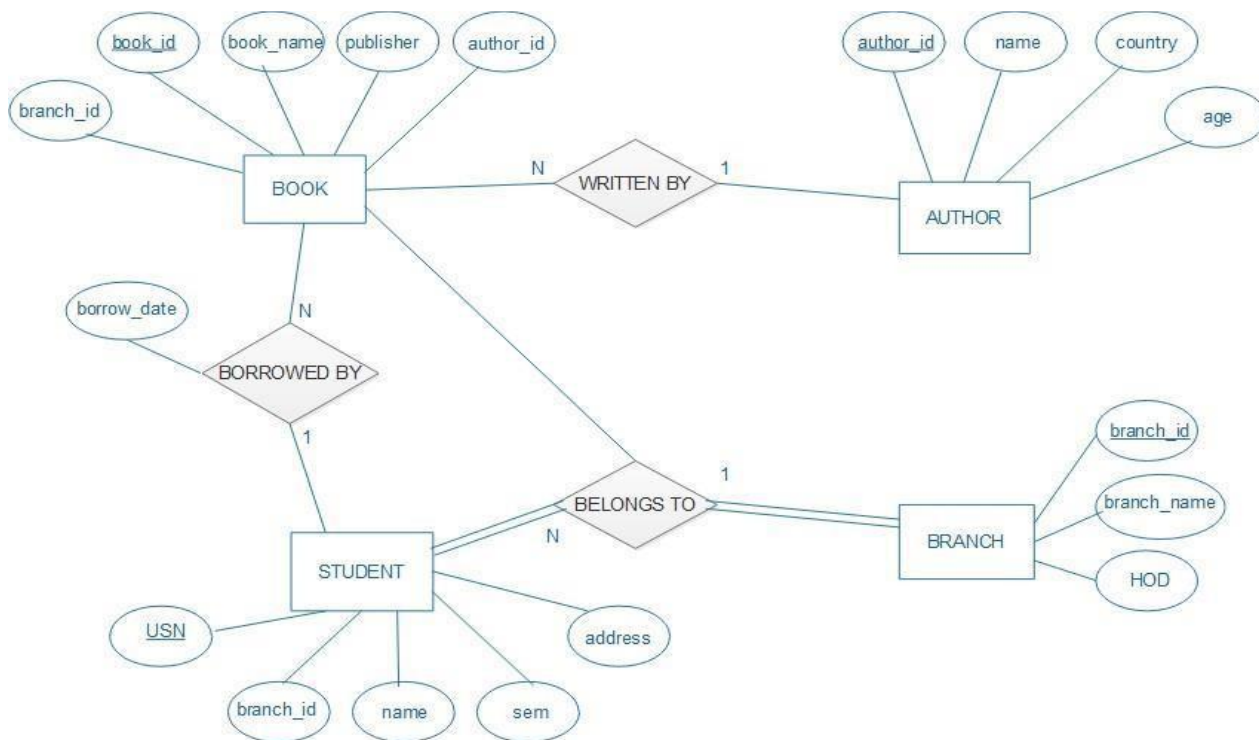 book_id
book_name
publisher
author_id
branch_id
BOOK
N
WRITTEN BY
1
author_id
name
country
age
AUTHOR
borrow_date
N
BORROWED BY
1
BELONGS TO
N
1
branch_id
branch_name
HOD
BRANCH
STUDENT
USN
branch_id
name
sem
address